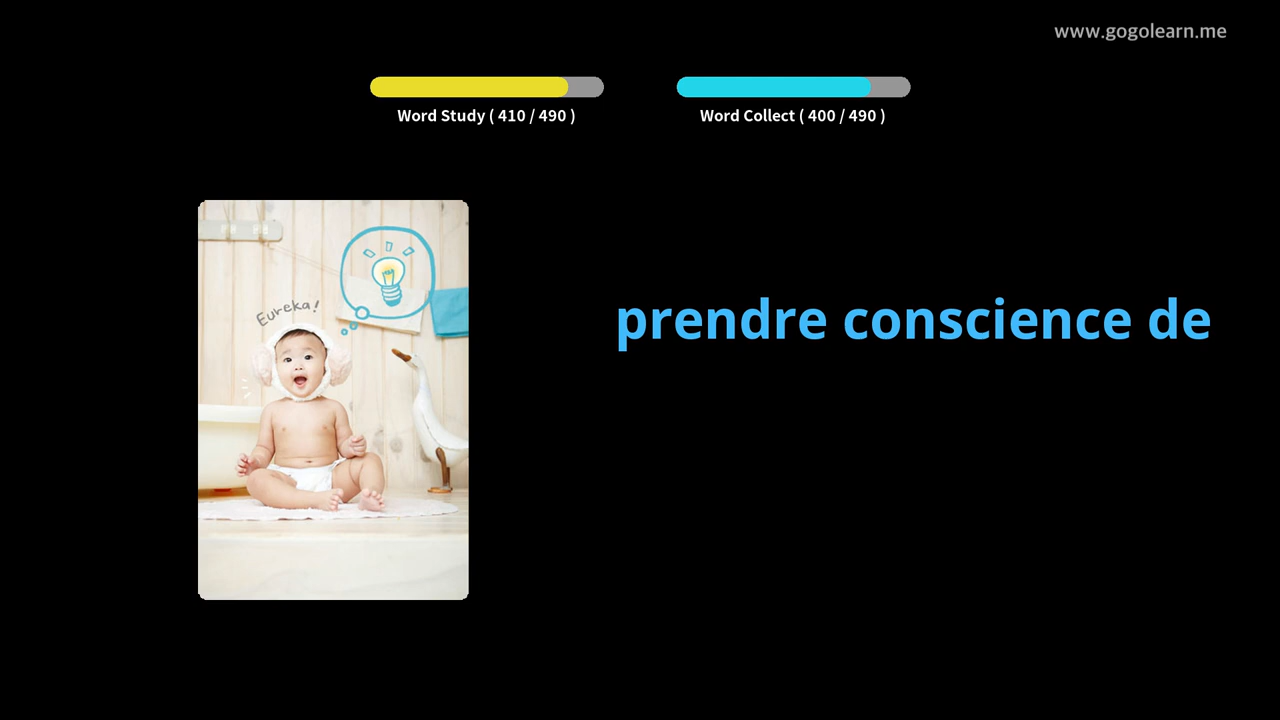 www.gogolearn.me
Word Study ( 410 / 490 )
Word Collect ( 400 / 490 )
Eureka!
prendre conscience de